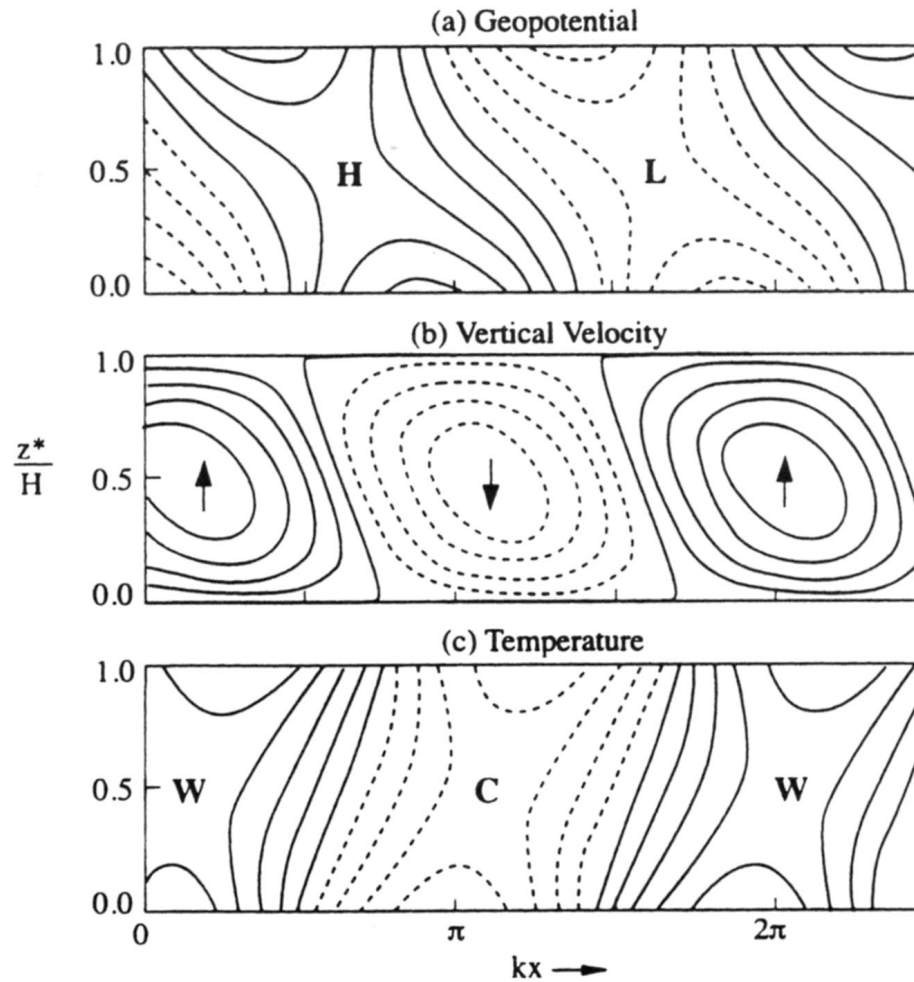 (a) Geopotential
1.0
H
L
0.5
0.0
(b) Vertical Velocity
1.0
z*
H
0.5
0.0
(c) Temperature
1.0
W
C
W
0.5
0.0
0
π
2π
kx →